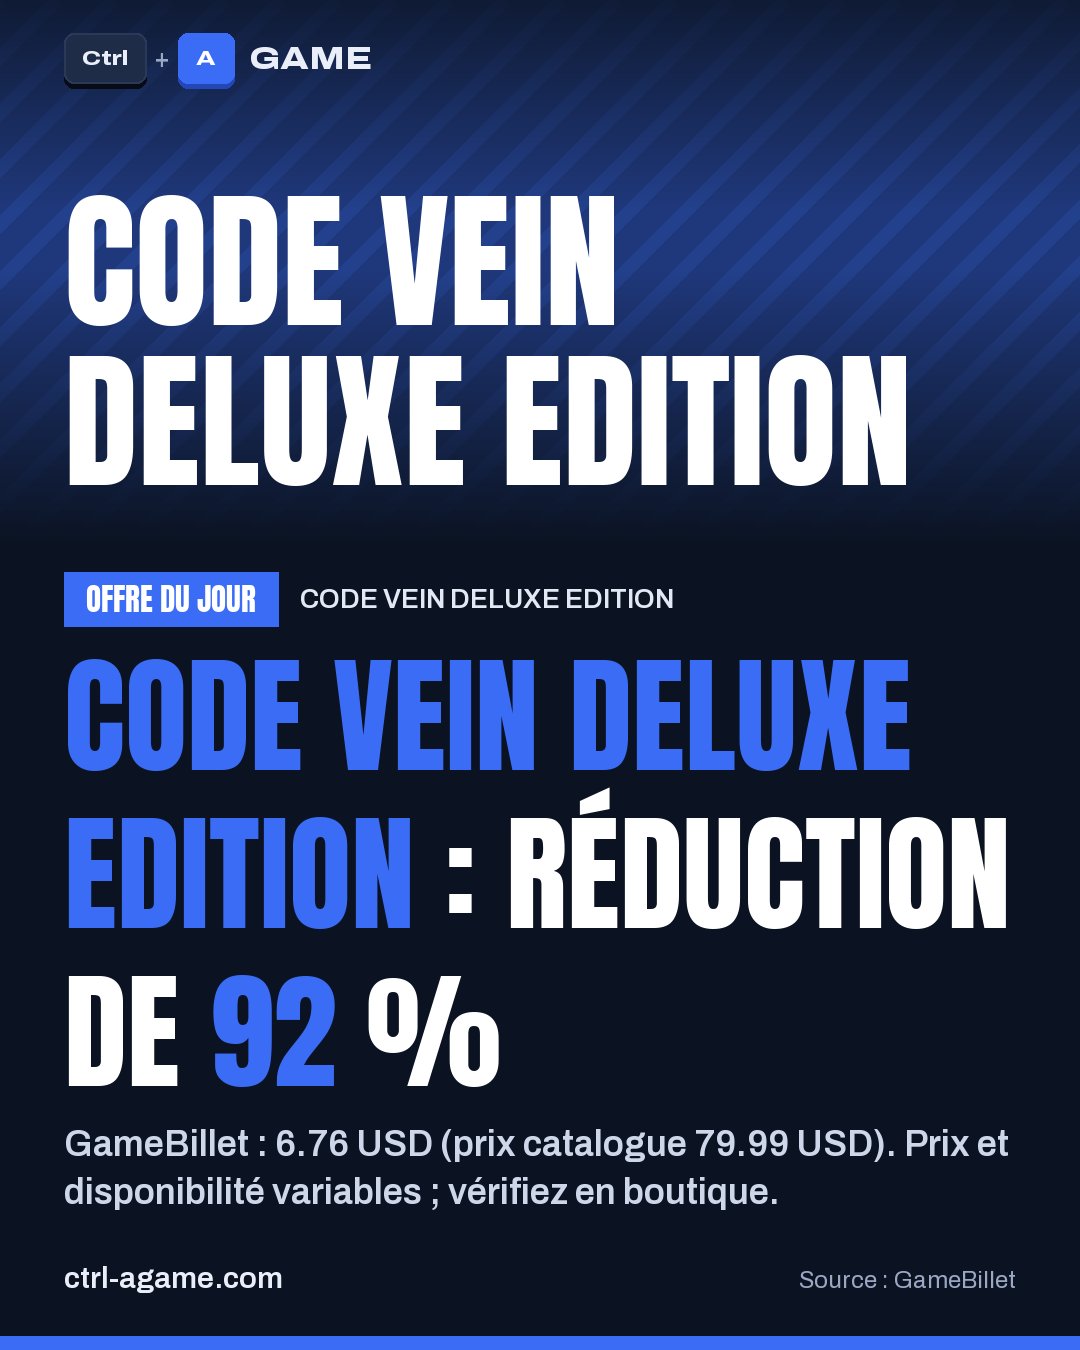 Ctrl + A GAME
CODE VEIN
DELUXE EDITION
OFFRE DU JOUR CODE VEIN DELUXE EDITION
CODE VEIN DELUXE
EDITION : RÉDUCTION
DE 92 %
GameBillet : 6.76 USD (prix catalogue 79.99 USD). Prix et
disponibilité variables ; vérifiez en boutique.
ctrl-agame.com Source : GameBillet